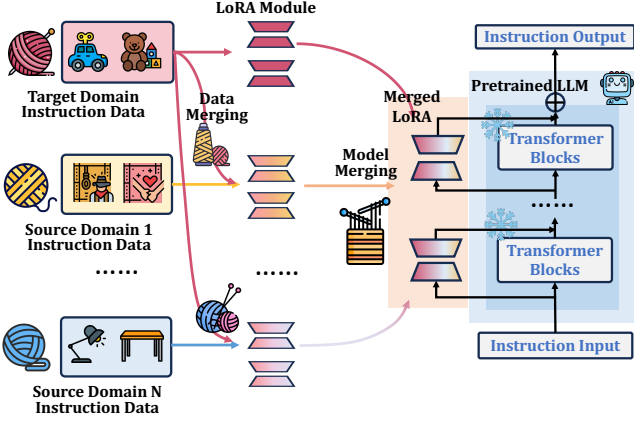 LoRA Module
Instruction Output
Target Domain
Instruction Data
Data
Merging
Merged
LoRA
Pretrained LLM
Transformer
Blocks
Model
Merging
Source Domain 1
Instruction Data
......
......
......
Transformer
Blocks
Source Domain N
Instruction Data
Instruction Input